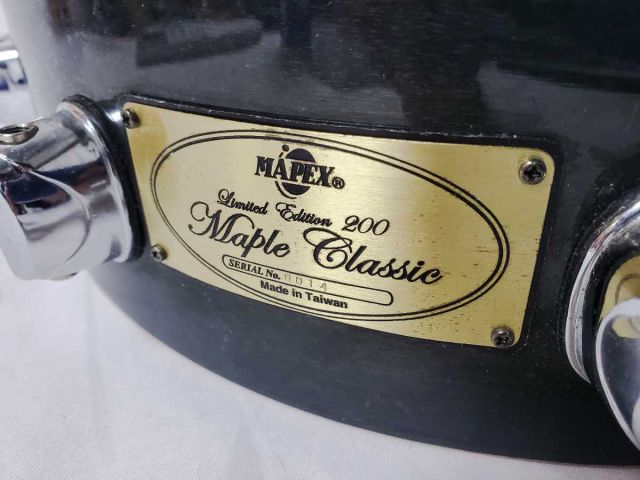 MAPEX®
Limited Edition 200
Maple Classic
SERIAL No. 0014
Made in Taiwan